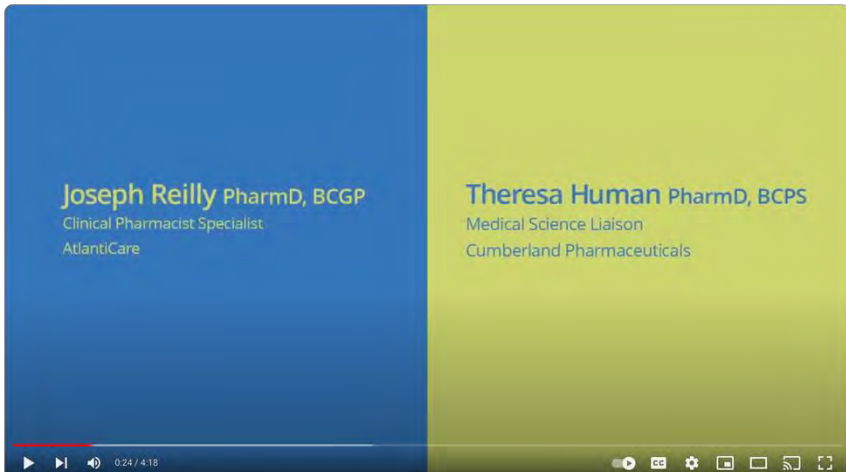 Joseph Reilly PharmD, BCGP
Clinical Pharmacist Specialist
AtlantiCare
Theresa Human PharmD, BCPS
Medical Science Liaison
Cumberland Pharmaceuticals
0:24 / 4:18
CC